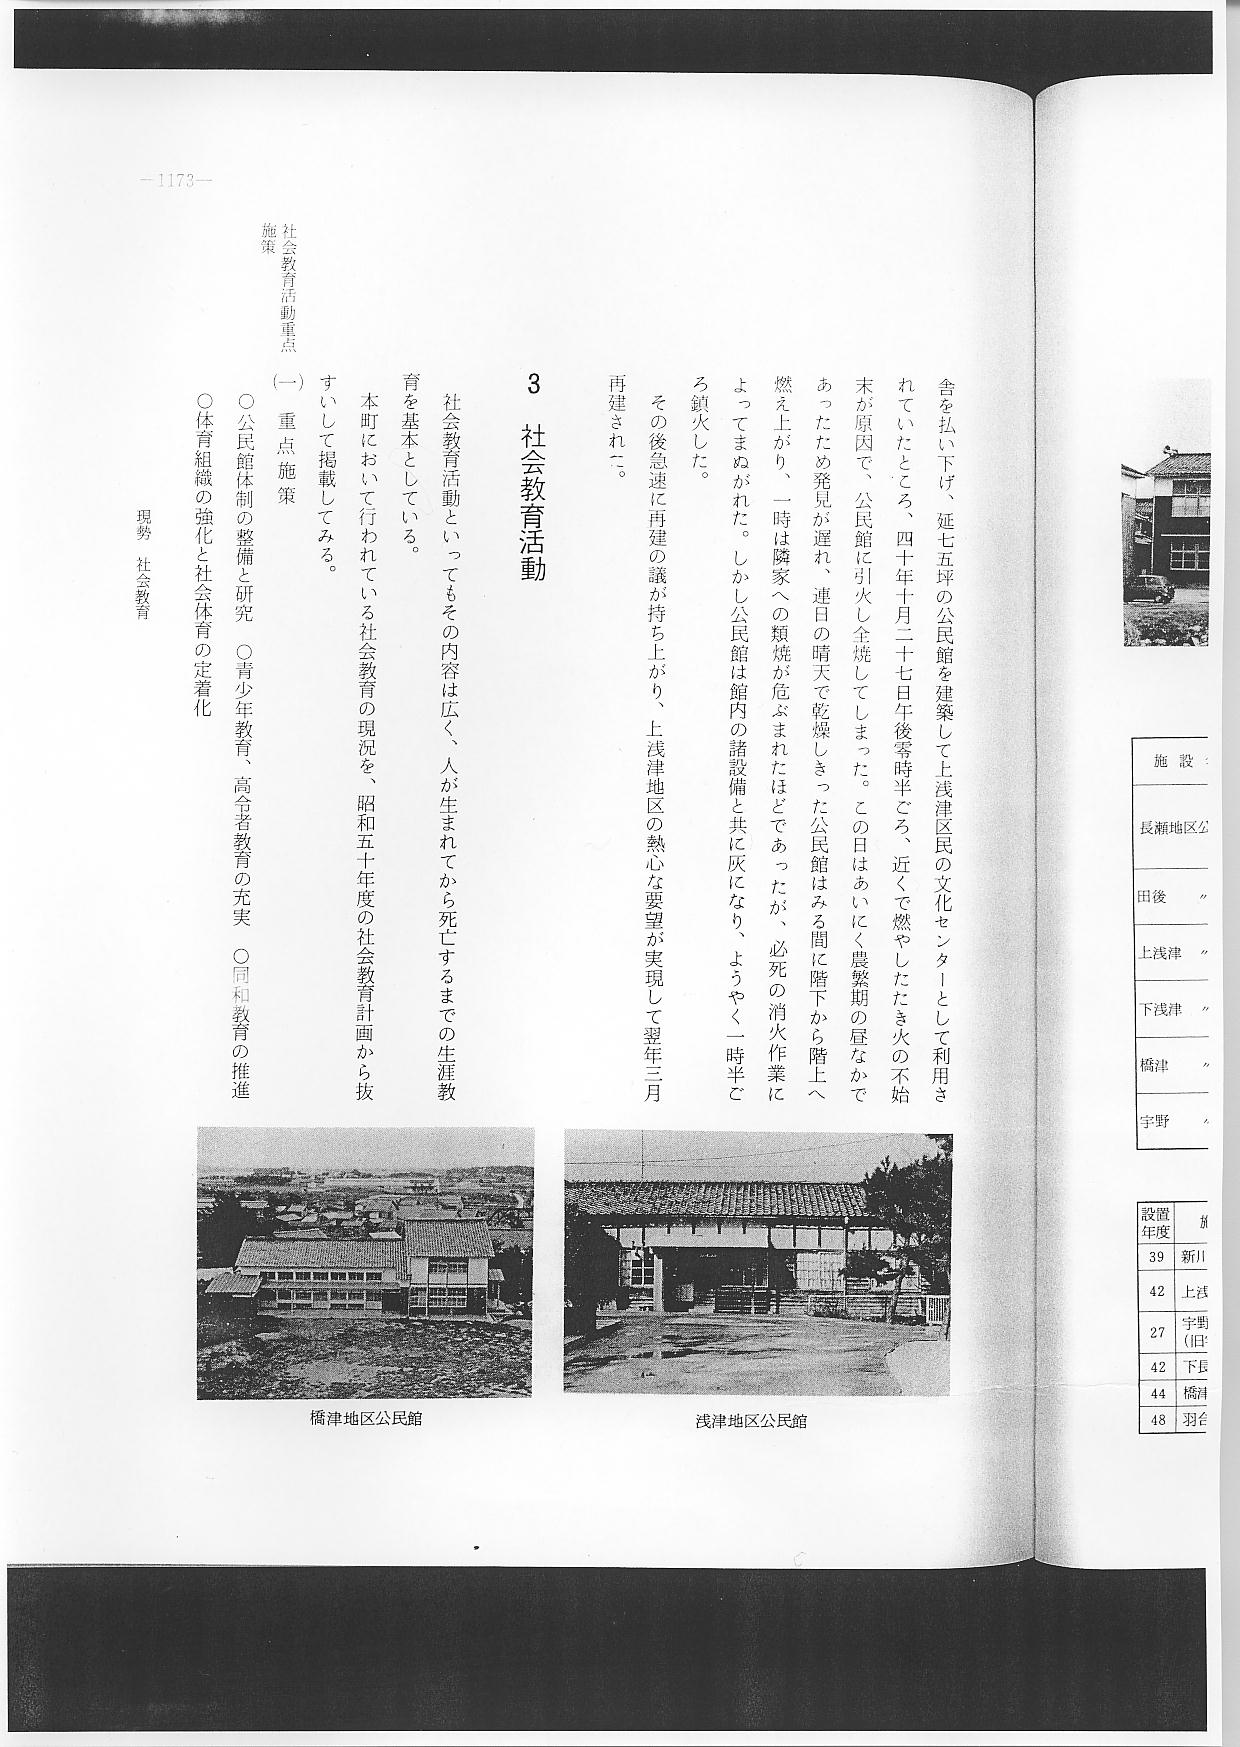 施設
長瀬地区公
田後 〃
上浅津 〃
下浅津 〃
橋津 〃
宇野 〃
設置年度
39 新川
42 上浅
27 宇野
(旧
42 下長
44 橋津
48 羽合
舎を払い下げ、延七五坪の公民館を建築して上浅津区民の文化センターとして利用さ
れていたところ、四十年十月二十七日午後零時半ごろ、近くで燃やしたたき火の不始
末が原因で、公民館に引火し全焼してしまった。この日はあいにく農繁期の昼なかで
あったため発見が遅れ、連日の晴天で乾燥しきった公民館はみる間に階下から階上へ
燃え上がり、一時は隣家への類焼が危ぶまれたほどであったが、必死の消火作業に
よってまぬがれた。しかし公民館は館内の諸設備と共に灰になり、ようやく一時半ご
ろ鎮火した。
その後急速に再建の議が持ち上がり、上浅津地区の熱心な要望が実現して翌年三月
再建された。
3 社会教育活動
社会教育活動といってもその内容は広く、人が生まれてから死亡するまでの生涯教
育を基本としている。
本町において行われている社会教育の現況を、昭和五十年度の社会教育計画から抜
すいして掲載してみる。
社会教育活動重点
施策
(一) 重点施策
○公民館体制の整備と研究 ○青少年教育、高令者教育の充実 ○同和教育の推進
○体育組織の強化と社会体育の定着化
浅津地区公民館
橋津地区公民館
現勢 社会教育
—1173—